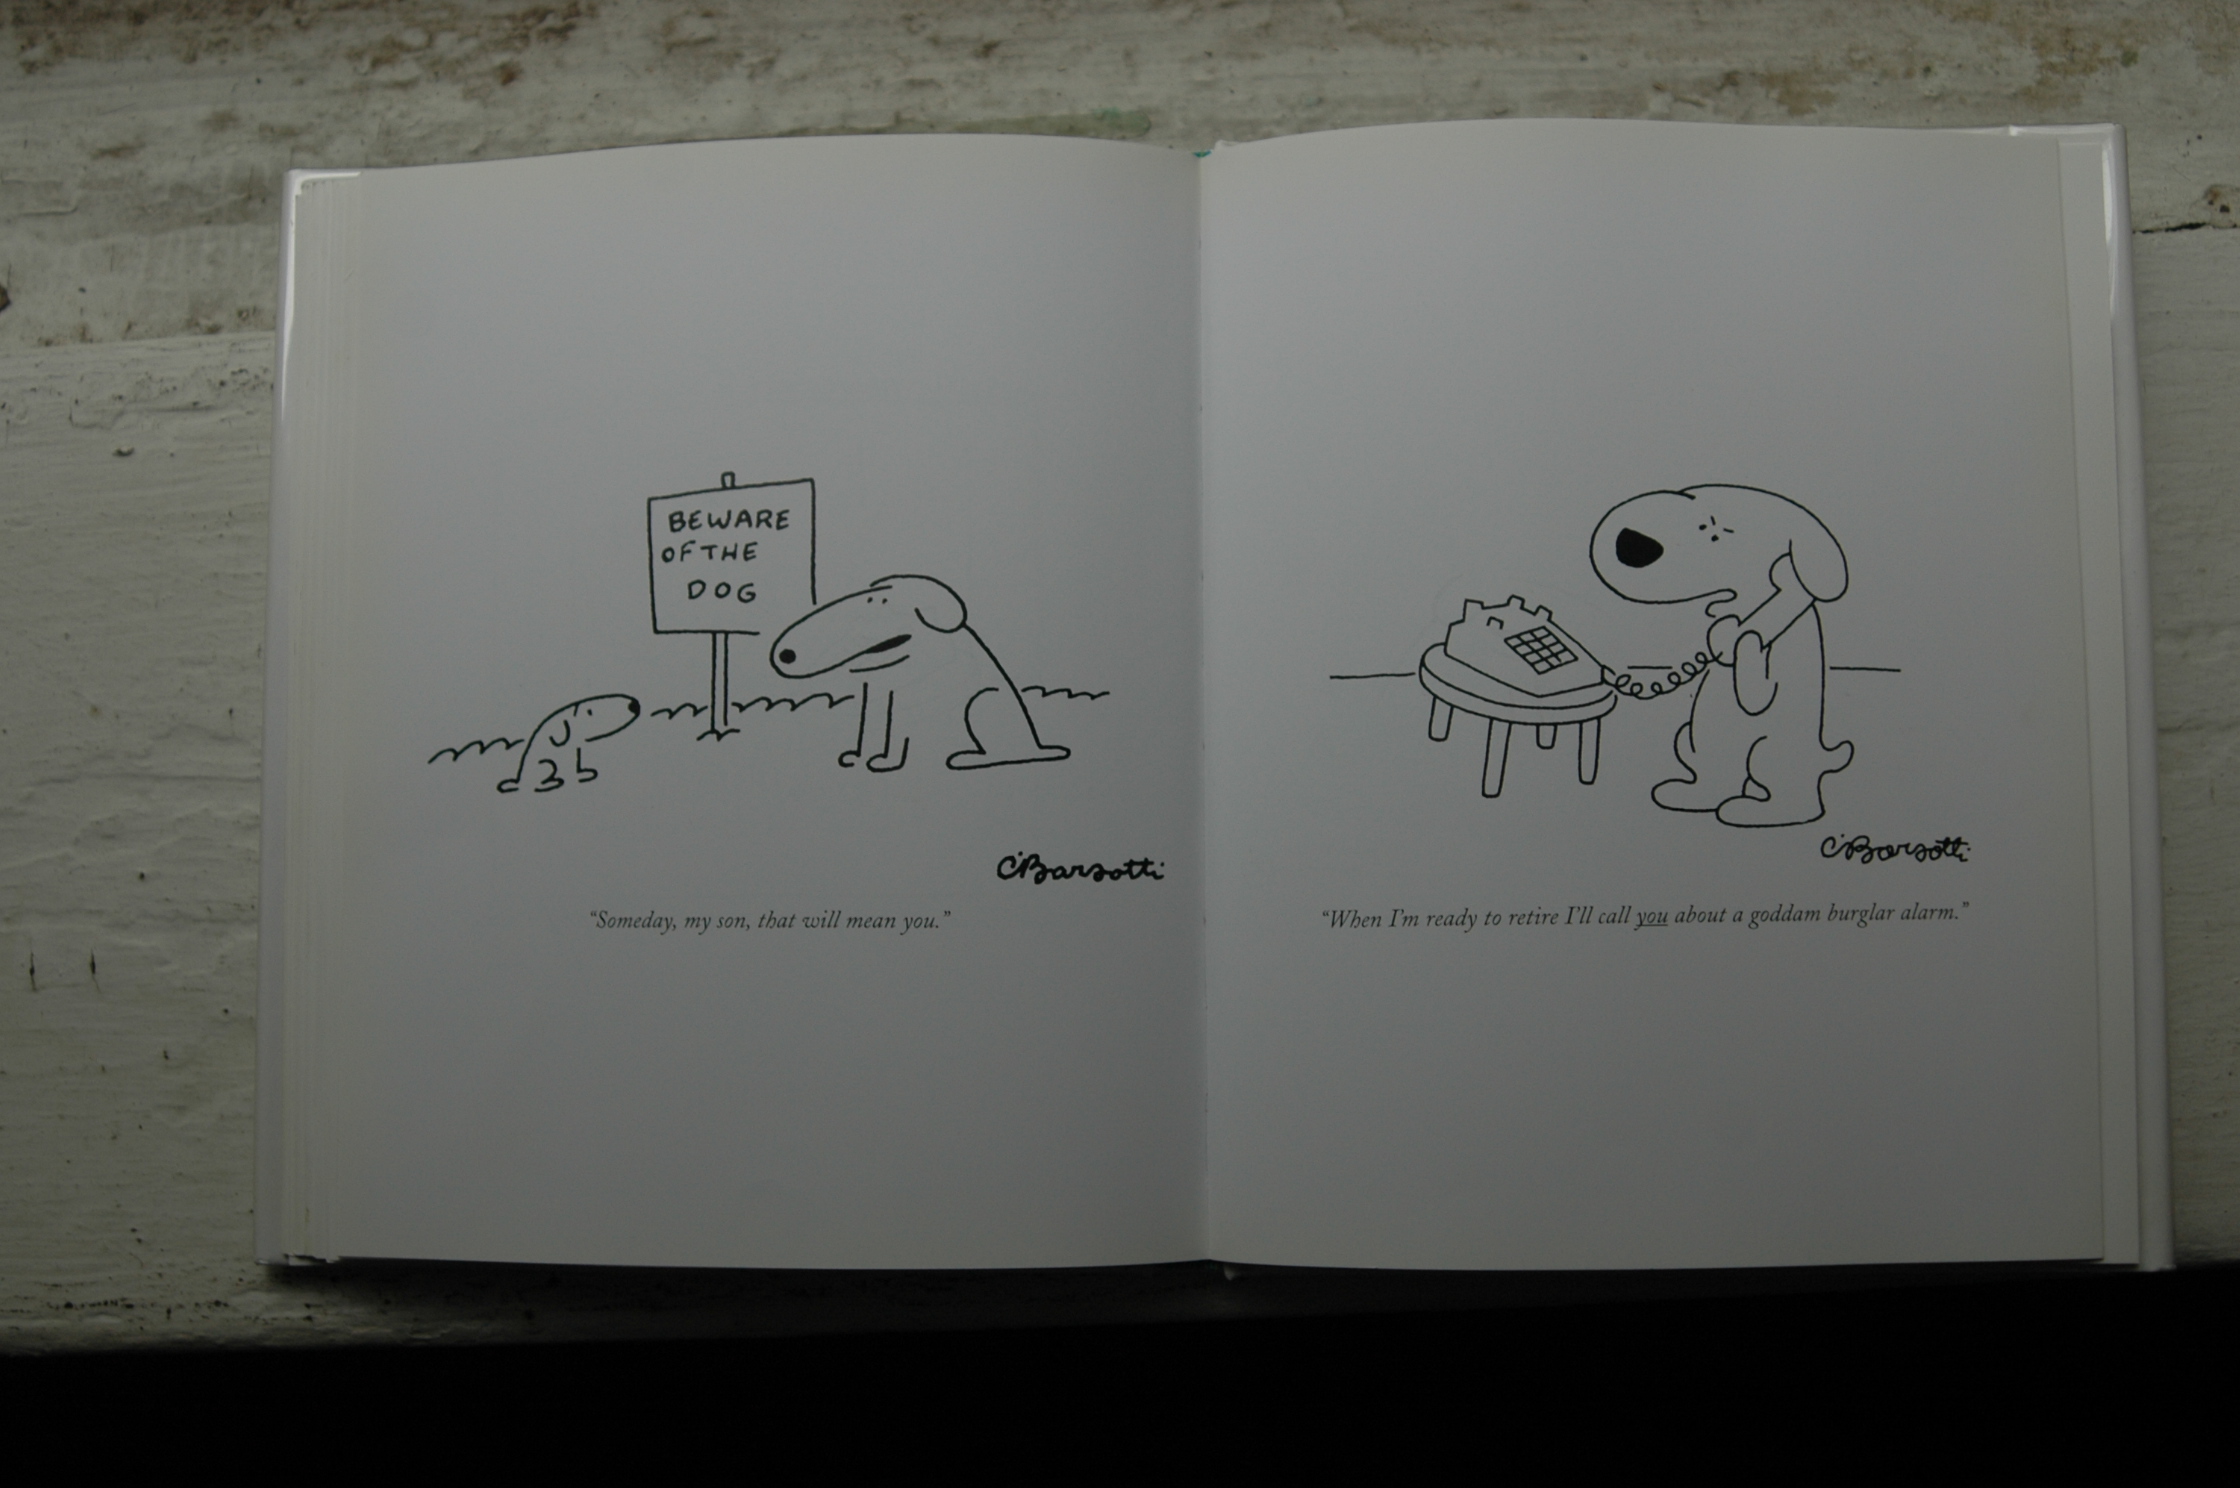 BEWARE
OF THE
DOG
C. Barsotti
“Someday, my son, that will mean you.”
C. Barsotti
“When I’m ready to retire I’ll call you about a goddam burglar alarm.”